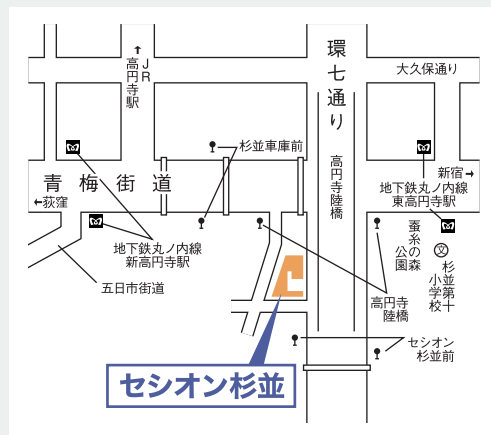 環七通り
大久保通り
↑
JR
高円寺駅
杉並車庫前
高円寺陸橋
青梅街道
←荻窪
新宿→
地下鉄丸ノ内線
東高円寺駅
地下鉄丸ノ内線
新高円寺駅
五日市街道
蚕糸の森
公園
文
杉並第十
小学校
高円寺
陸橋
セシオン
杉並前
セシオン杉並